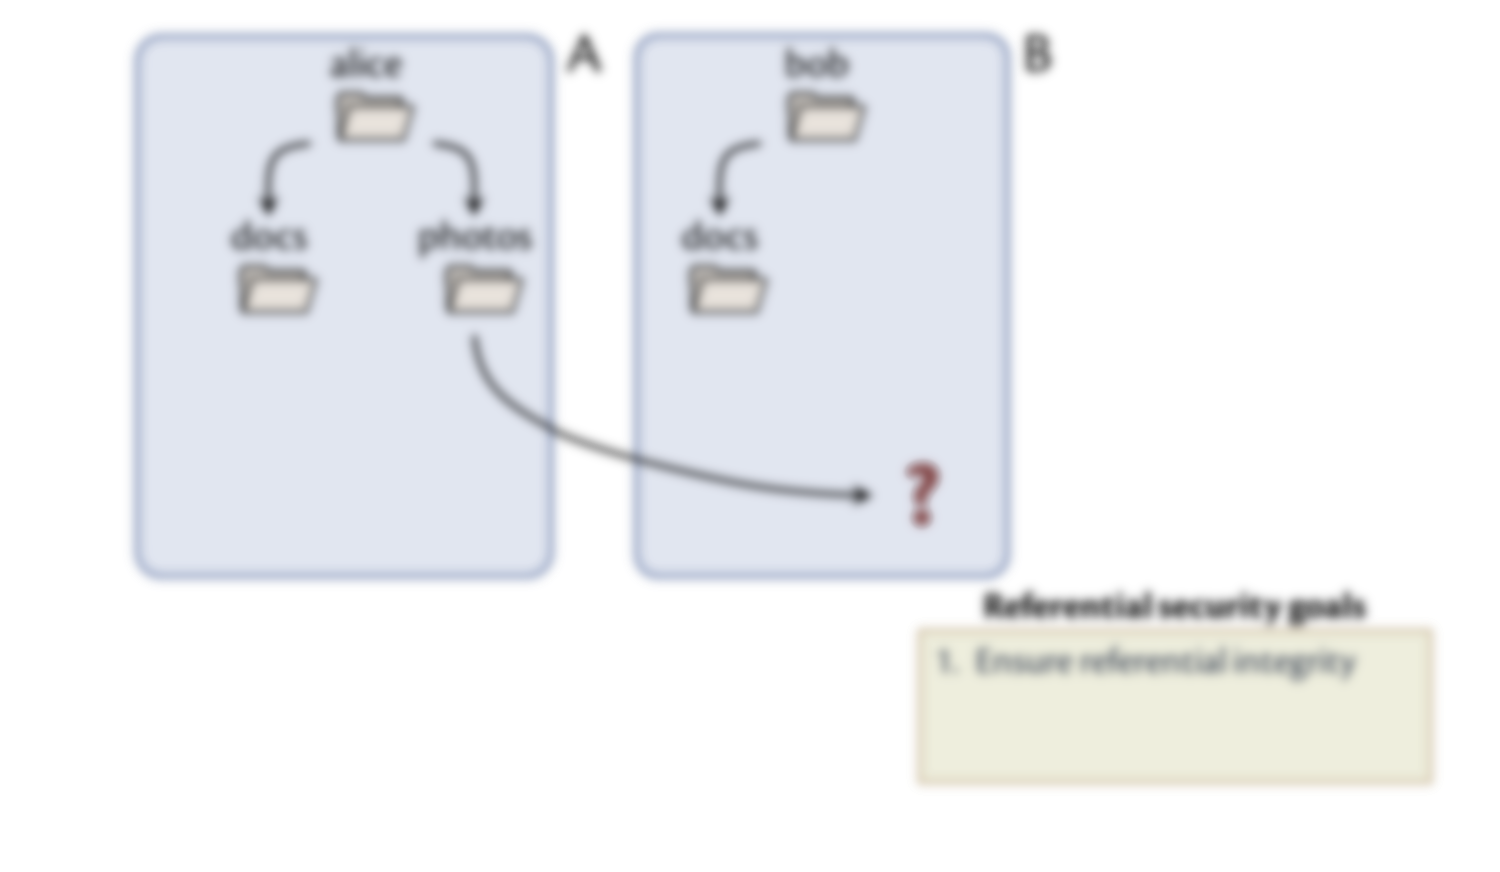 alice
A
bob
B
docs
photos
docs
?
Referential security goals
1. Ensure referential integrity